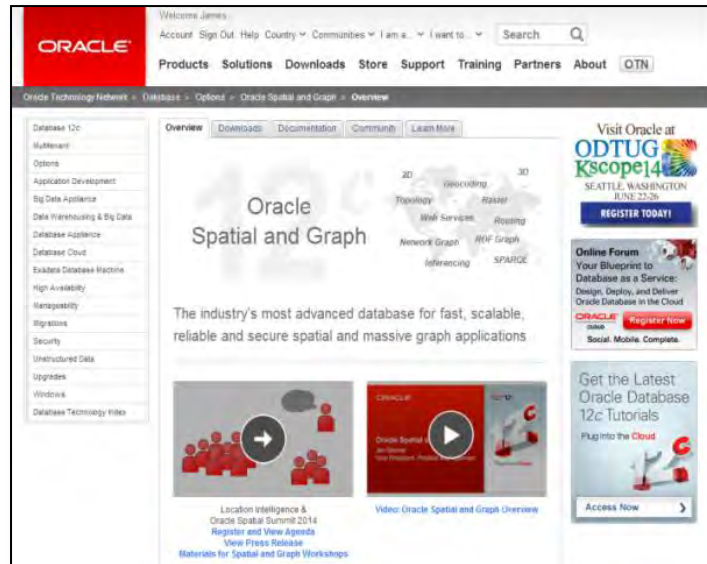 Welcome James
Account Sign Out Help Country Communities I am a... I want to... Search
ORACLE
Products Solutions Downloads Store Support Training Partners About OTN
Oracle Technology Network > Database > Options > Oracle Spatial and Graph > Overview
Database 12c
Multitenant
Options
Application Development
Big Data Appliance
Data Warehousing & Big Data
Database Appliance
Database Cloud
Exadata Database Machine
High Availability
Manageability
Migrations
Security
Unstructured Data
Upgrades
Windows
Database Technology Index
Overview Downloads Documentation Community Learn More
12c
Oracle
Spatial and Graph
2D
3D
Geocoding
Topology
Raster
Web Services
Routing
Network Graph
RDF Graph
Inferencing
The industry's most advanced database for fast, scalable,
reliable and secure spatial and massive graph applications
ORACLE
Oracle Spatial
Location Intelligence &
Oracle Spatial Summit 2014
Register and View Agenda
View Press Release
Materials for Spatial and Graph Workshops
Video: Oracle Spatial and Graph Overview
Visit Oracle at
ODTUG
Kscope14
SEATTLE, WASHINGTON
JUNE 22-26
REGISTER TODAY!
Online Forum
Your Blueprint to
Database as a Service:
Design, Deploy, and Deliver
Oracle Database in the Cloud
ORACLE
CLOUD
Register Now
Social. Mobile. Complete.
Get the Latest
Oracle Database
12c Tutorials
Plug into the Cloud
Access Now